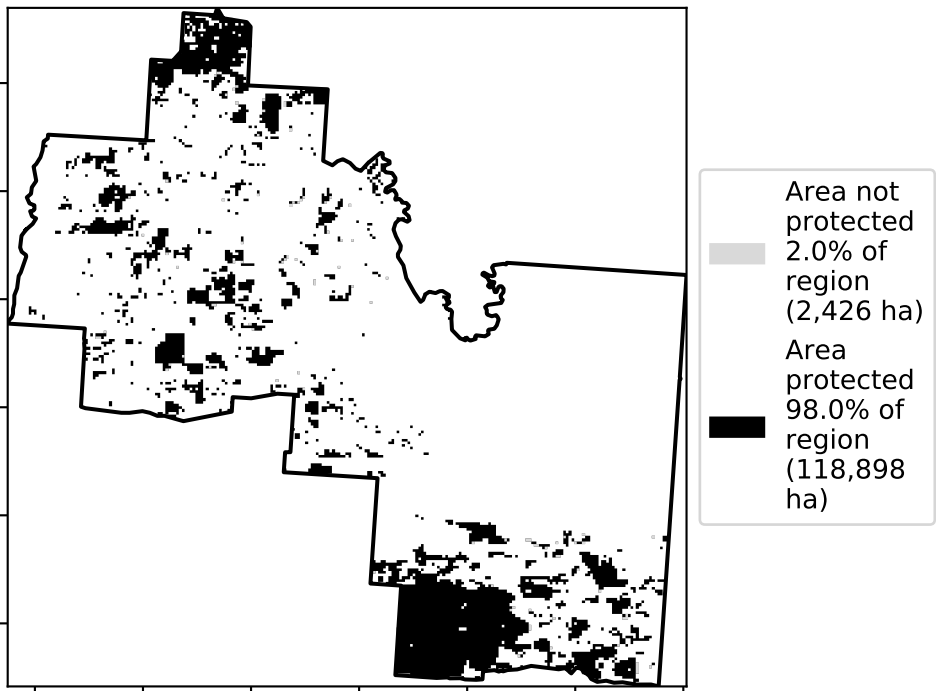 Area not
protected
2.0% of
region
(2,426 ha)
Area
protected
98.0% of
region
(118,898
ha)